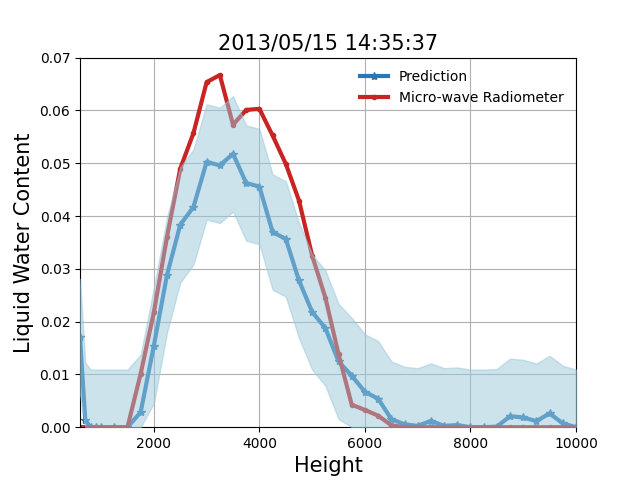 2013/05/15 14:35:37
Prediction
Micro-wave Radiometer
Liquid Water Content
0.07
0.06
0.05
0.04
0.03
0.02
0.01
0.00
2000 4000 6000 8000 10000
Height